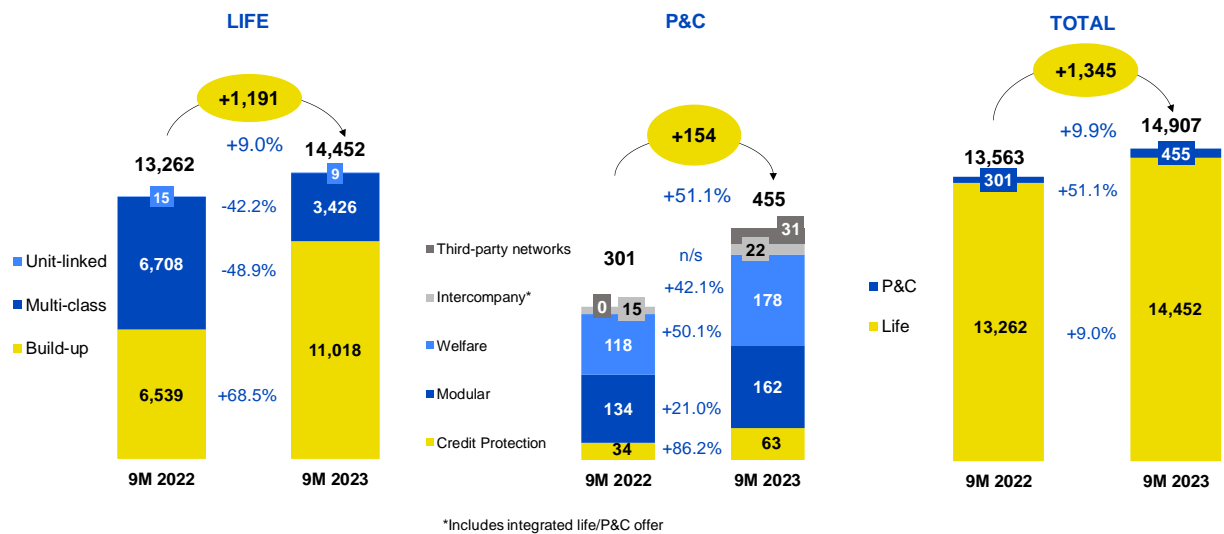 LIFE
+1,191
+9.0%
13,262
14,452
15
9
-42.2%
6,708
3,426
-48.9%
Unit-linked
Multi-class
Build-up
6,539
11,018
+68.5%
9M 2022
9M 2023
P&C
+154
+51.1%
455
301
n/s
31
Third-party networks
22
+42.1%
Intercompany*
0
15
178
+50.1%
118
Welfare
Modular
134
+21.0%
162
Credit Protection
34
+86.2%
63
9M 2022
9M 2023
*Includes integrated life/P&C offer
TOTAL
+1,345
+9.9%
14,907
13,563
455
301
+51.1%
P&C
Life
13,262
14,452
+9.0%
9M 2022
9M 2023